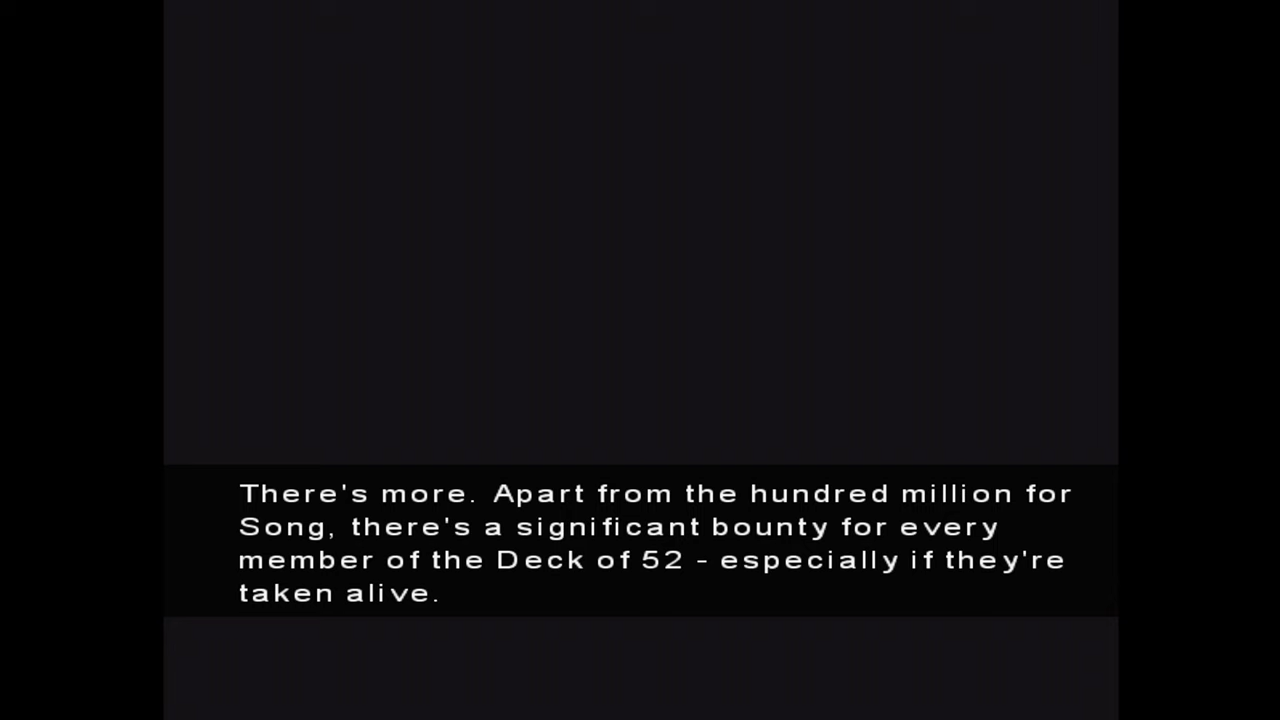 There's more. Apart from the hundred million for
Song, there's a significant bounty for every
member of the Deck of 52 - especially if they're
taken alive.